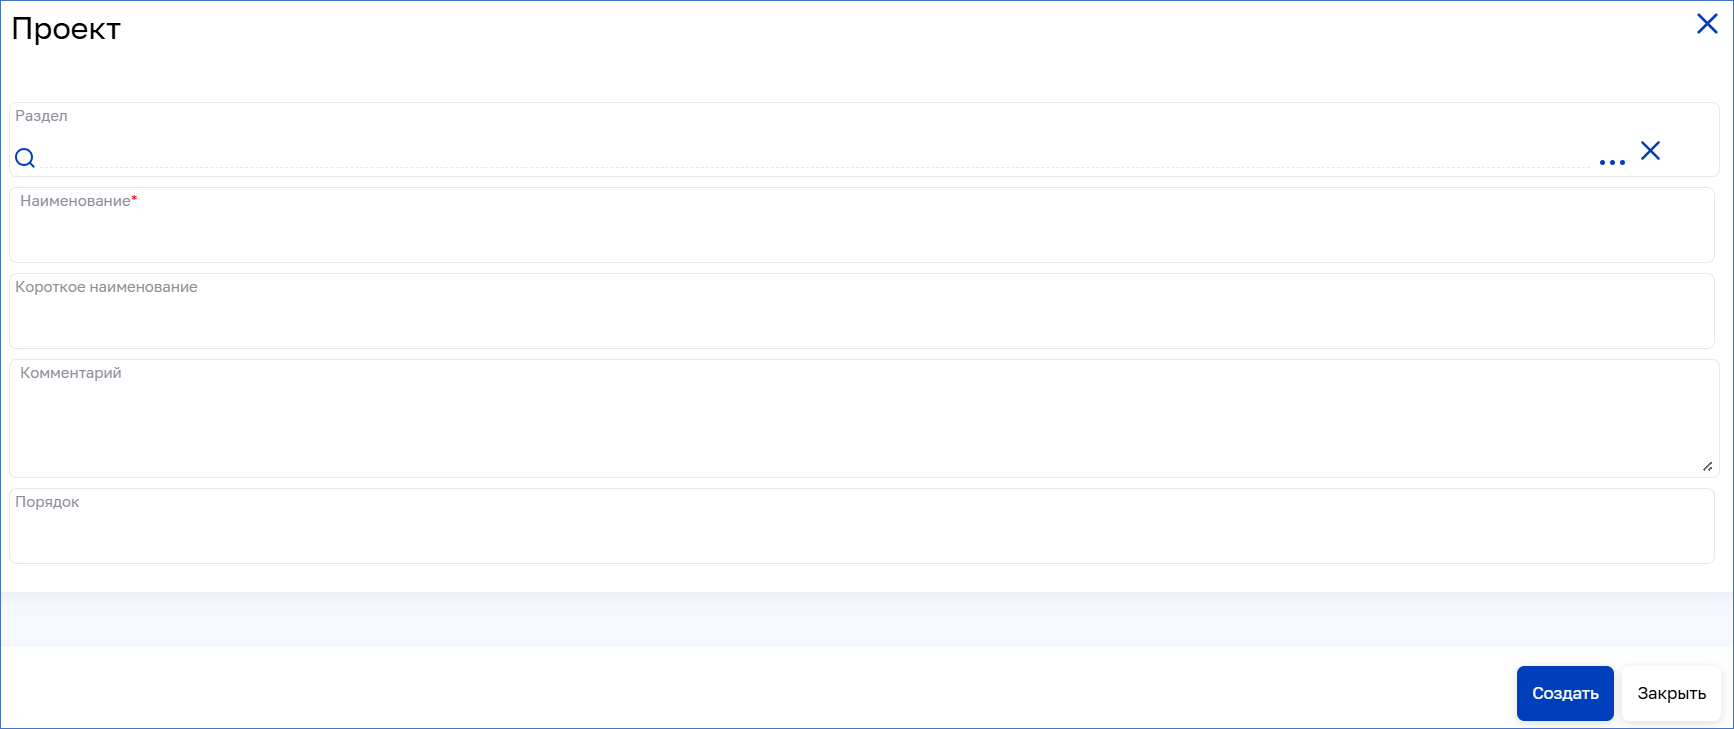 Проект
Раздел
Наименование*
Короткое наименование
Комментарий
Порядок
Создать Закрыть